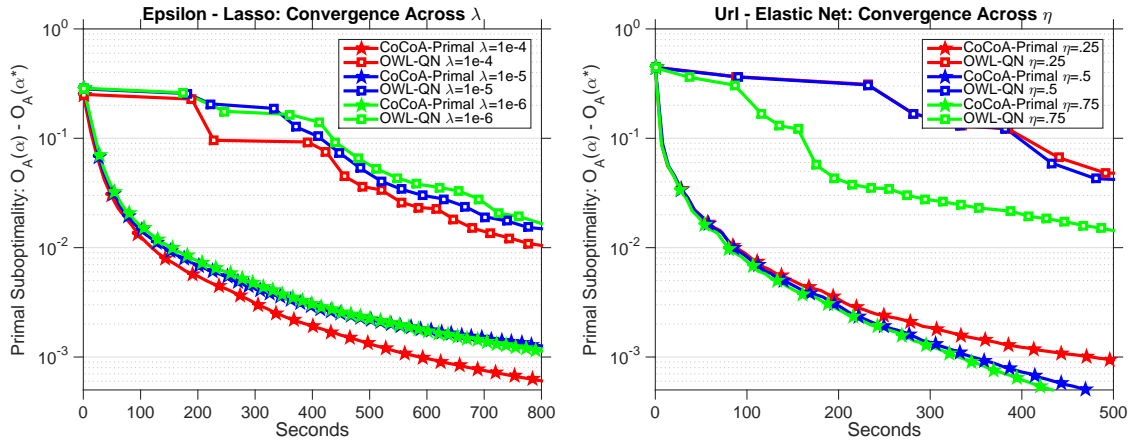 Epsilon - Lasso: Convergence Across λ
Primal Suboptimality: O_A(α) - O_A(α*)
10^0
10^-1
10^-2
10^-3
CoCoA-Primal λ=1e-4
OWL-QN λ=1e-4
CoCoA-Primal λ=1e-5
OWL-QN λ=1e-5
CoCoA-Primal λ=1e-6
OWL-QN λ=1e-6
0 100 200 300 400 500 600 700 800
Seconds
Url - Elastic Net: Convergence Across η
Primal Suboptimality: O_A(α) - O_A(α*)
10^0
10^-1
10^-2
10^-3
CoCoA-Primal η=.25
OWL-QN η=.25
CoCoA-Primal η=.5
OWL-QN η=.5
CoCoA-Primal η=.75
OWL-QN η=.75
0 100 200 300 400 500
Seconds